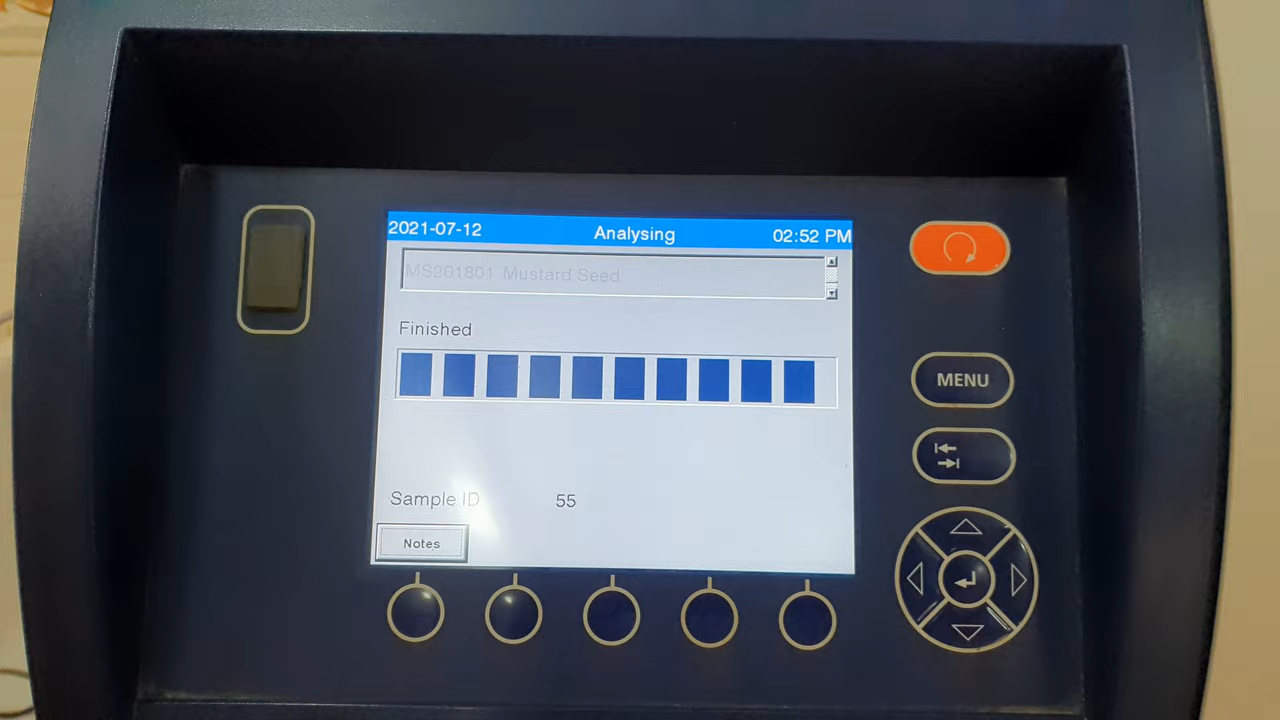 2021-07-12 Analysing 02:52 PM
MS201801 Mustard Seed
Finished
MENU
Sample ID 55
Notes